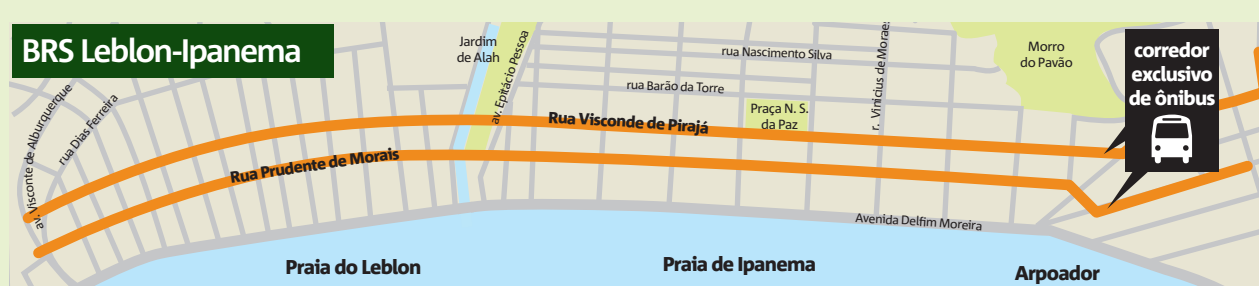 BRS Leblon-Ipanema
Jardim
de Alah
av. Epitácio Pessoa
rua Nascimento Silva
r. Vinicius de Moraes
Morro
do Pavão
corredor
exclusivo
de ônibus
rua Barão da Torre
Praça N. S.
da Paz
av. Visconte de Alburquerque
rua Dias Ferreira
Rua Visconde de Pirajá
Rua Prudente de Morais
Avenida Delfim Moreira
Praia do Leblon
Praia de Ipanema
Arpoador